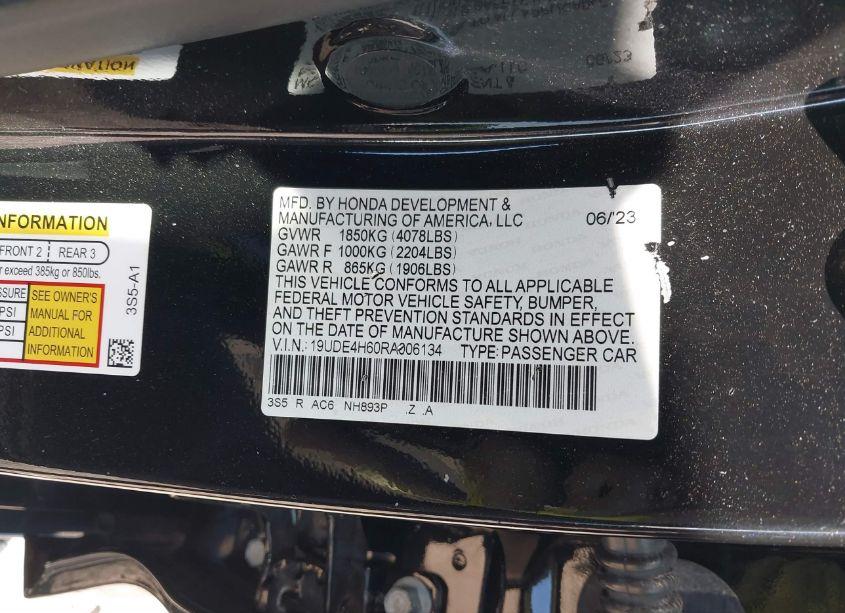 MFD. BY HONDA DEVELOPMENT &
MANUFACTURING OF AMERICA, LLC 06/'23
GVWR 1850KG (4078LBS)
GAWR F 1000KG (2204LBS)
GAWR R 865KG (1906LBS)
THIS VEHICLE CONFORMS TO ALL APPLICABLE
FEDERAL MOTOR VEHICLE SAFETY, BUMPER,
AND THEFT PREVENTION STANDARDS IN EFFECT
ON THE DATE OF MANUFACTURE SHOWN ABOVE.
V.I.N.: 19UDE4H60RA006134 TYPE: PASSENGER CAR
3S5 R AC6 NH893P .Z .A
INFORMATION
FRONT 2 REAR 3
exceed 385kg or 850lbs.
SEE OWNER'S
PSI MANUAL FOR
PSI ADDITIONAL
INFORMATION
3S5-A1